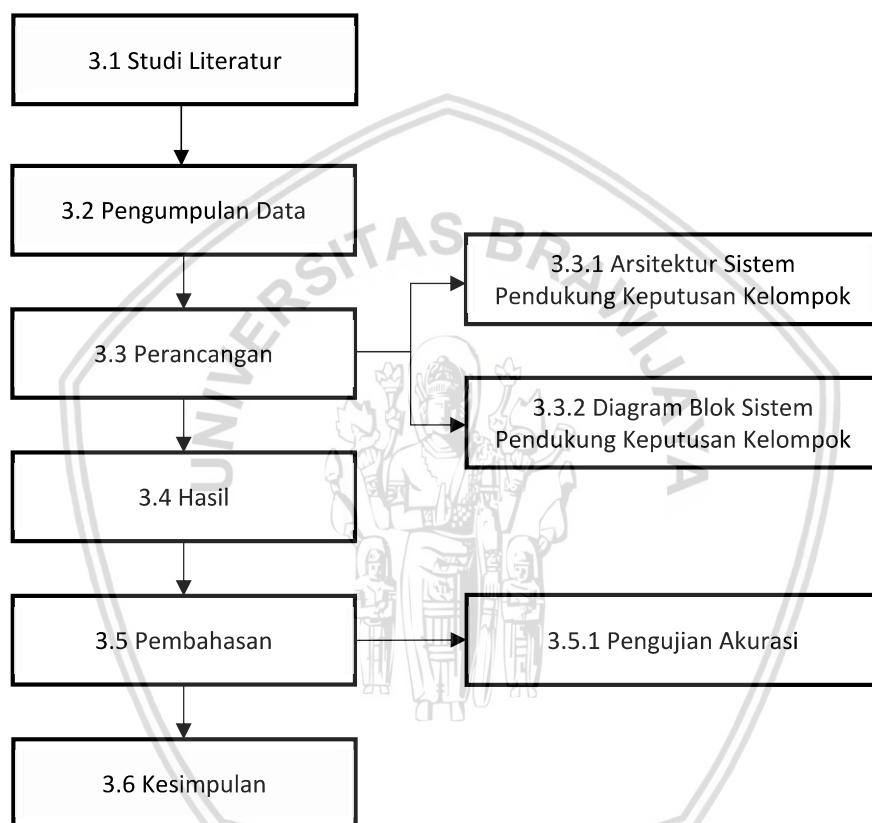 3.1 Studi Literatur
3.2 Pengumpulan Data
UNIVERSITAS BRAWIJAYA
3.3.1 Arsitektur Sistem
Pendukung Keputusan Kelompok
3.3 Perancangan
3.3.2 Diagram Blok Sistem
Pendukung Keputusan Kelompok
3.4 Hasil
3.5 Pembahasan
3.5.1 Pengujian Akurasi
3.6 Kesimpulan